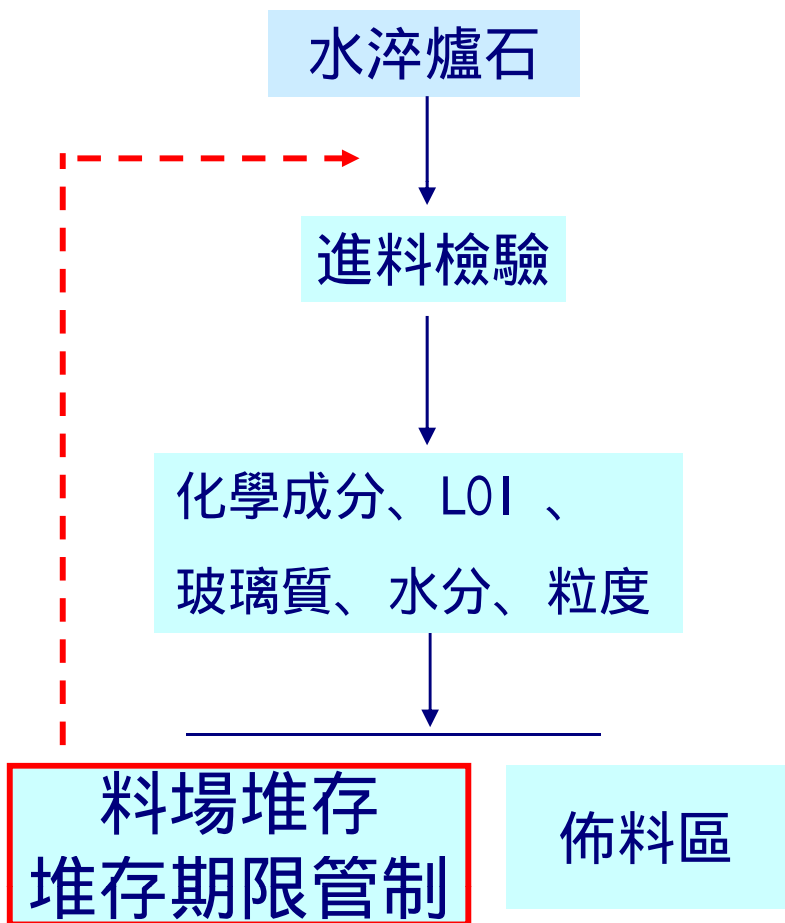 水淬爐石
進料檢驗
化學成分、LOI 、
玻璃質、水分、粒度
料場堆存
堆存期限管制
佈料區